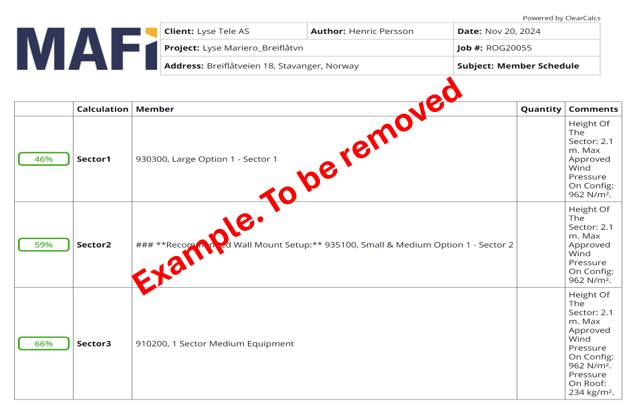 Powered by ClearCalcs
MAFi
Client: Lyse Tele AS
Author: Henric Persson
Date: Nov 20, 2024
Project: Lyse Mariero_Breiflåtvn
Job #: ROG20055
Address: Breiflåtveien 18, Stavanger, Norway
Subject: Member Schedule
Calculation
Member
Quantity
Comments
46%
Sector1
930300, Large Option 1 - Sector 1
Height Of
The
Sector: 2.1
m. Max
Approved
Wind
Pressure
On Config:
962 N/m².
59%
Sector2
### **Recommended Wall Mount Setup:** 935100, Small & Medium Option 1 - Sector 2
Height Of
The
Sector: 2.1
m. Max
Approved
Wind
Pressure
On Config:
962 N/m².
66%
Sector3
910200, 1 Sector Medium Equipment
Height Of
The
Sector: 2.1
m. Max
Approved
Wind
Pressure
On Config:
962 N/m².
Pressure
On Roof:
234 kg/m².
Example. To be removed